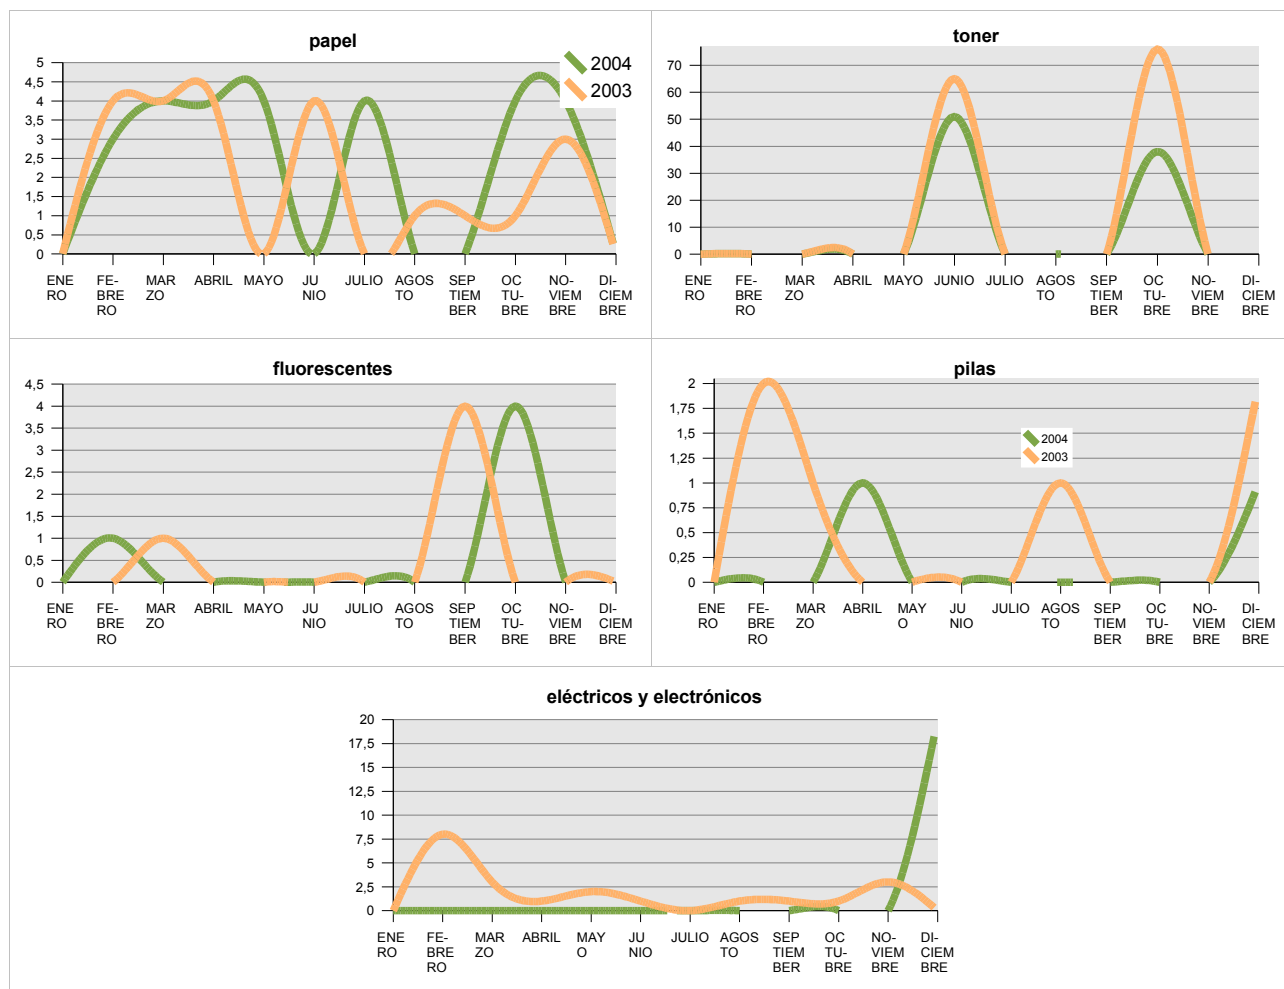 papel
2004
2003
5
4,5
4
3,5
3
2,5
2
1,5
1
0,5
0
ENE RO
FE- BRE RO
MAR ZO
ABRIL
MAYO
JU NIO
JULIO
AGOS TO
SEP TIEM BER
OC TU- BRE
NO- VIEM BRE
DI- CIEM BRE
toner
70
60
50
40
30
20
10
0
ENE RO
FE- BRE RO
MAR ZO
ABRIL
MAYO
JUNIO
JULIO
AGOS TO
SEP TIEM BER
OC TU- BRE
NO- VIEM BRE
DI- CIEM BRE
fluorescentes
4,5
4
3,5
3
2,5
2
1,5
1
0,5
0
ENE RO
FE- BRE RO
MAR ZO
ABRIL
MAYO
JU NIO
JULIO
AGOS TO
SEP TIEM BER
OC TU- BRE
NO- VIEM BRE
DI- CIEM BRE
pilas
2004
2003
2
1,75
1,5
1,25
1
0,75
0,5
0,25
0
ENE RO
FE- BRE RO
MAR ZO
ABRIL
MAY O
JU NIO
JULIO
AGOS TO
SEP TIEM BER
OC TU- BRE
NO- VIEM BRE
DI- CIEM BRE
eléctricos y electrónicos
20
17,5
15
12,5
10
7,5
5
2,5
0
ENE RO
FE- BRE RO
MAR ZO
ABRIL
MAY O
JU NIO
JULIO
AGOS TO
SEP TIEM BER
OC TU- BRE
NO- VIEM BRE
DI- CIEM BRE